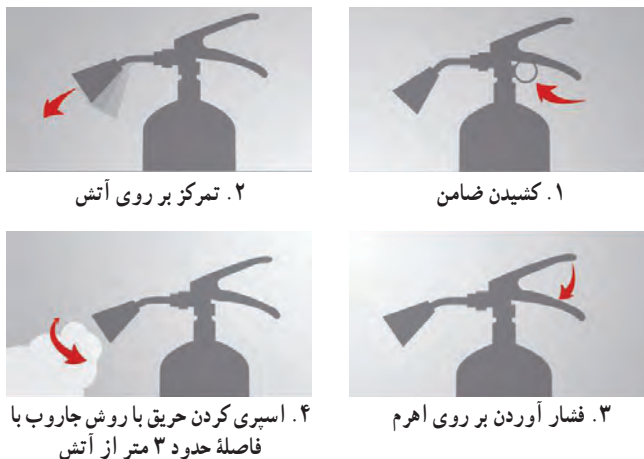 ۱. کشیدن ضامن
۲. تمرکز بر روی آتش
۳. فشار آوردن بر روی اهرم
۴. اسپری کردن حریق با روش جاروب با
فاصلهٔ حدود ۳ متر از آتش